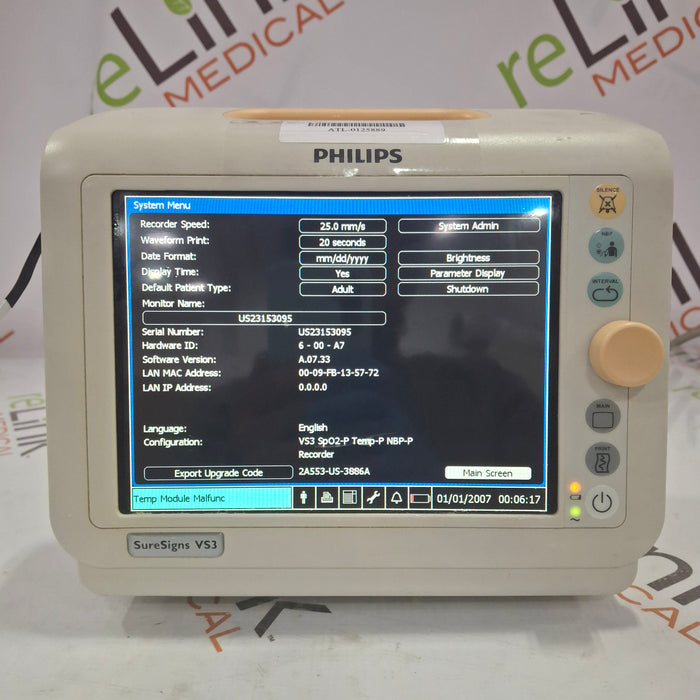 reLink
MEDICAL
reLink
MEDICAL
ATL-0125889
PHILIPS
System Menu
Recorder Speed: 25.0 mm/s System Admin
Waveform Print: 20 seconds
Date Format: mm/dd/yyyy Brightness
Display Time: Yes Parameter Display
Default Patient Type: Adult Shutdown
Monitor Name:
US23153095
Serial Number: US23153095
Hardware ID: 6 - 00 - A7
Software Version: A.07.33
LAN MAC Address: 00-09-FB-13-57-72
LAN IP Address: 0.0.0.0
Language: English
Configuration: VS3 SpO2-P Temp-P NBP-P
Recorder
Export Upgrade Code 2A553-US-3886A Main Screen
Temp Module Malfunc 01/01/2007 00:06:17
SILENCE
NBP
INTERVAL
MAIN
PRINT
SureSigns VS3